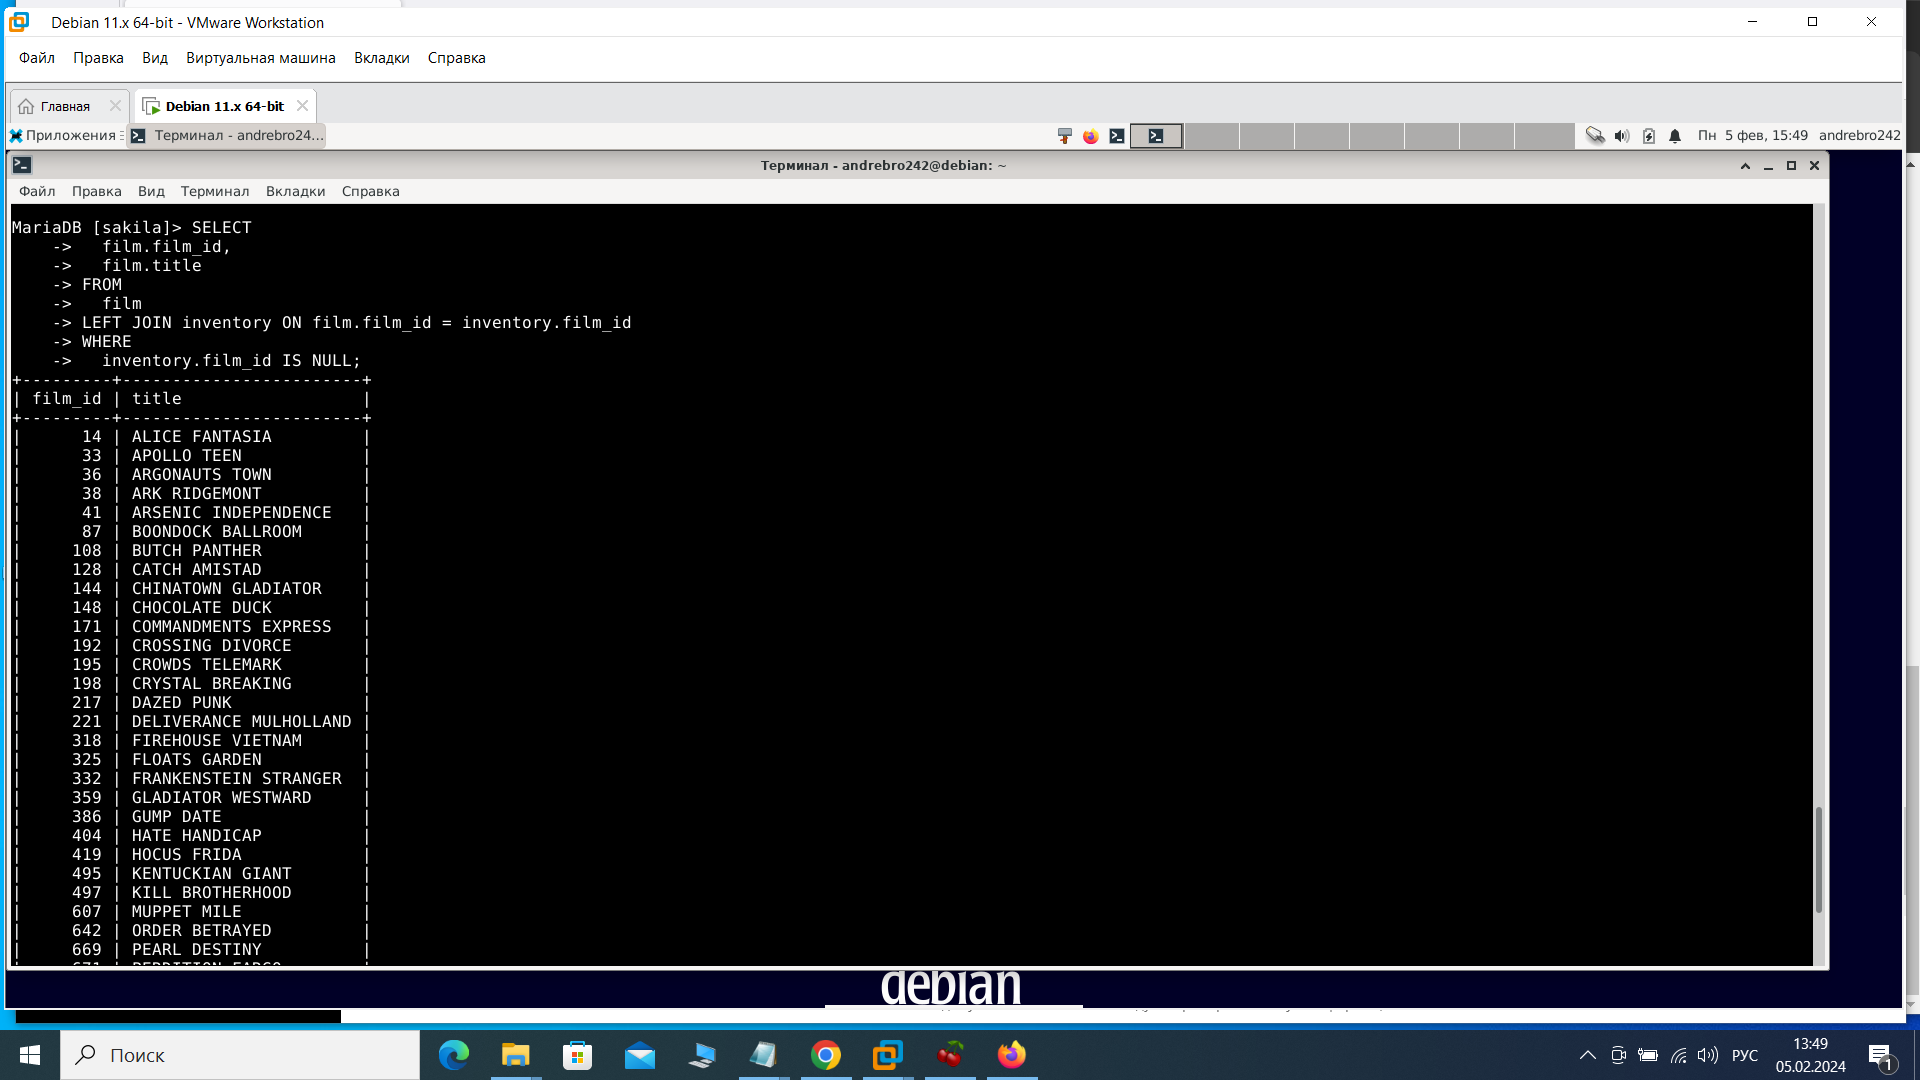 Debian 11.x 64-bit - VMware Workstation
Файл Правка Вид Виртуальная машина Вкладки Справка
Главная Debian 11.x 64-bit
Приложения Терминал - andrebro24... Пн 5 фев, 15:49 andrebro242
Терминал - andrebro242@debian: ~
Файл Правка Вид Терминал Вкладки Справка
MariaDB [sakila]> SELECT
    ->   film.film_id,
    ->   film.title
    -> FROM
    ->   film
    -> LEFT JOIN inventory ON film.film_id = inventory.film_id
    -> WHERE
    ->   inventory.film_id IS NULL;
+---------+------------------------+
| film_id | title                  |
+---------+------------------------+
|      14 | ALICE FANTASIA         |
|      33 | APOLLO TEEN            |
|      36 | ARGONAUTS TOWN         |
|      38 | ARK RIDGEMONT          |
|      41 | ARSENIC INDEPENDENCE   |
|      87 | BOONDOCK BALLROOM      |
|     108 | BUTCH PANTHER          |
|     128 | CATCH AMISTAD          |
|     144 | CHINATOWN GLADIATOR    |
|     148 | CHOCOLATE DUCK         |
|     171 | COMMANDMENTS EXPRESS   |
|     192 | CROSSING DIVORCE       |
|     195 | CROWDS TELEMARK        |
|     198 | CRYSTAL BREAKING       |
|     217 | DAZED PUNK             |
|     221 | DELIVERANCE MULHOLLAND |
|     318 | FIREHOUSE VIETNAM      |
|     325 | FLOATS GARDEN          |
|     332 | FRANKENSTEIN STRANGER  |
|     359 | GLADIATOR WESTWARD     |
|     386 | GUMP DATE              |
|     404 | HATE HANDICAP          |
|     419 | HOCUS FRIDA            |
|     495 | KENTUCKIAN GIANT       |
|     497 | KILL BROTHERHOOD       |
|     607 | MUPPET MILE            |
|     642 | ORDER BETRAYED         |
|     669 | PEARL DESTINY          |
|     671 | PERDITION FARGO        |
debian
Поиск
РУС
13:49
05.02.2024
1